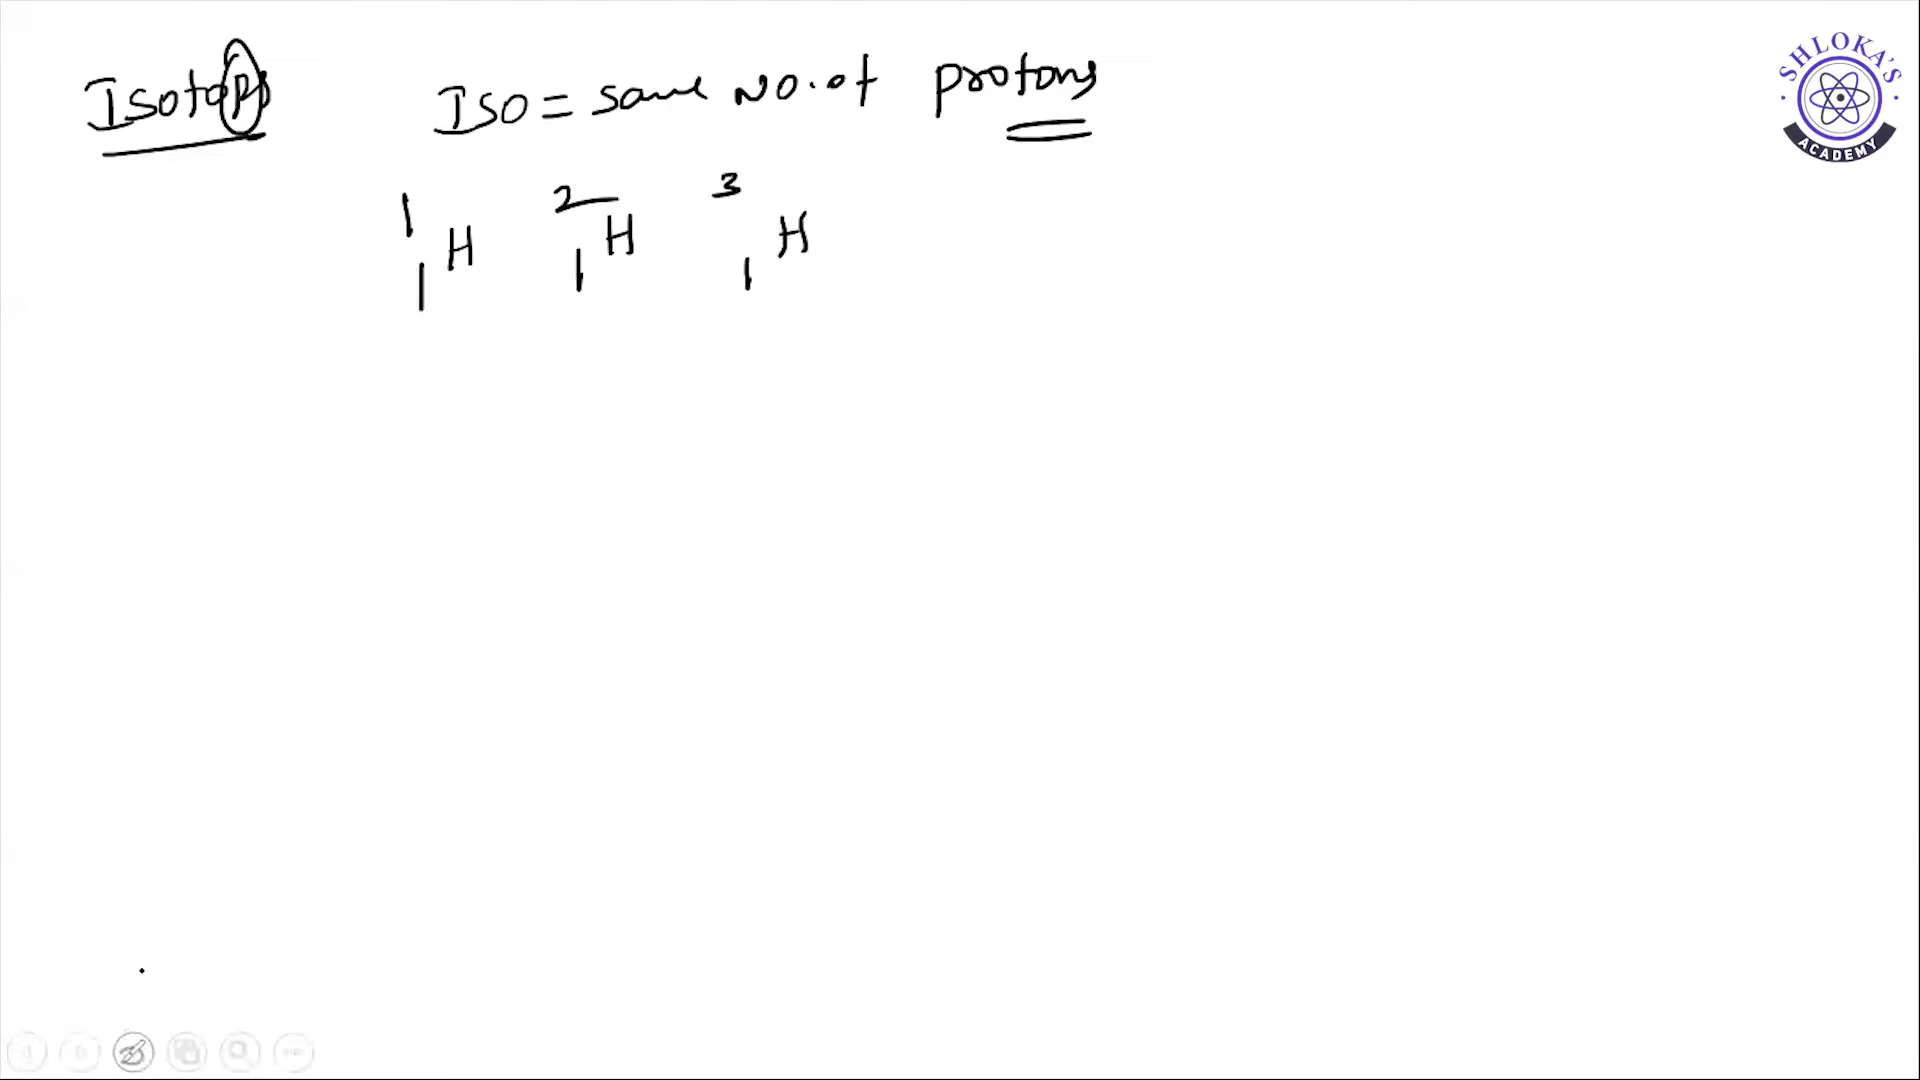 Isotops ISO = same No. of protons
1 1 H 2 1 H 3 1 H
SHLOKA'S
ACADEMY